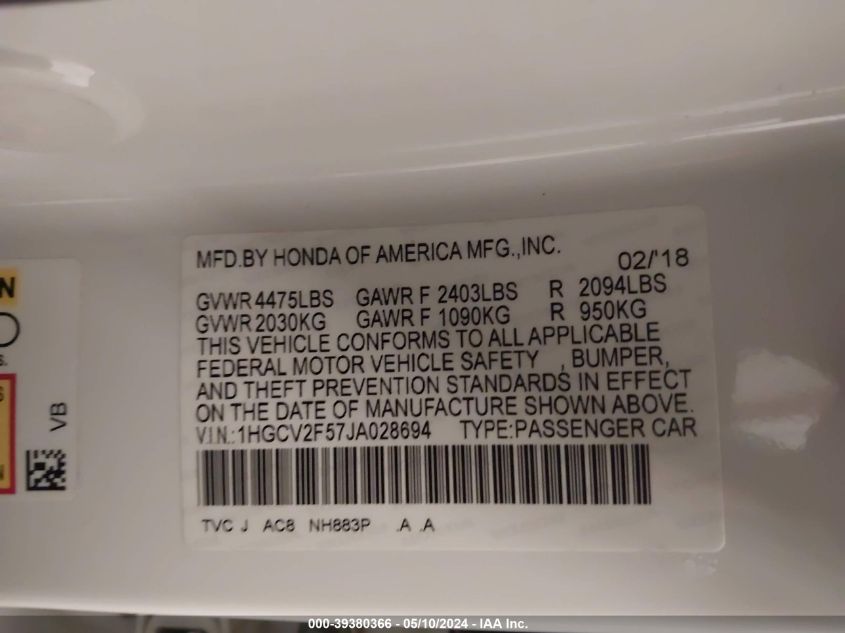 MFD.BY HONDA OF AMERICA MFG.,INC. 02/'18
GVWR 4475LBS GAWR F 2403LBS R 2094LBS
GVWR 2030KG GAWR F 1090KG R 950KG
THIS VEHICLE CONFORMS TO ALL APPLICABLE
FEDERAL MOTOR VEHICLE SAFETY , BUMPER,
AND THEFT PREVENTION STANDARDS IN EFFECT
ON THE DATE OF MANUFACTURE SHOWN ABOVE.
V.I.N.:1HGCV2F57JA028694 TYPE:PASSENGER CAR
TVC J AC8 NH883P .A .A
N
s.
S
N
VB
000-39380366 - 05/10/2024 - IAA Inc.